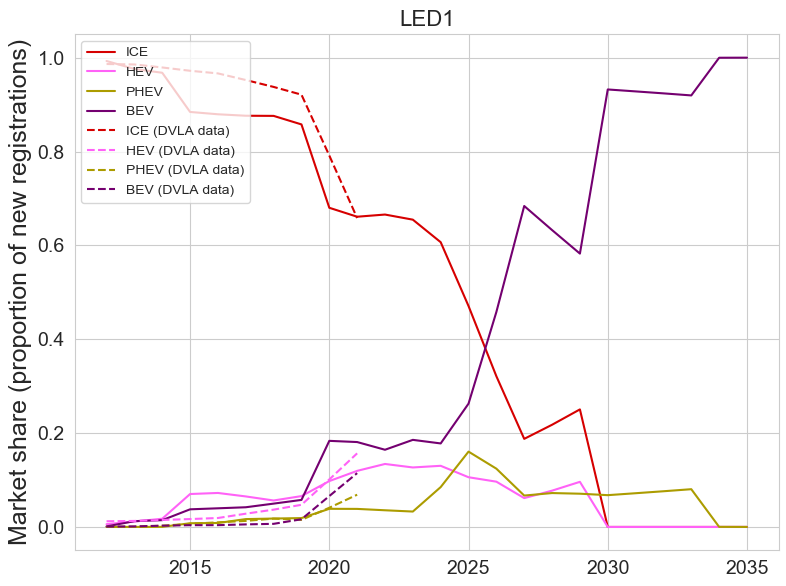 LED1
Market share (proportion of new registrations)
1.0
0.8
0.6
0.4
0.2
0.0
ICE
HEV
PHEV
BEV
ICE (DVLA data)
HEV (DVLA data)
PHEV (DVLA data)
BEV (DVLA data)
2015 2020 2025 2030 2035